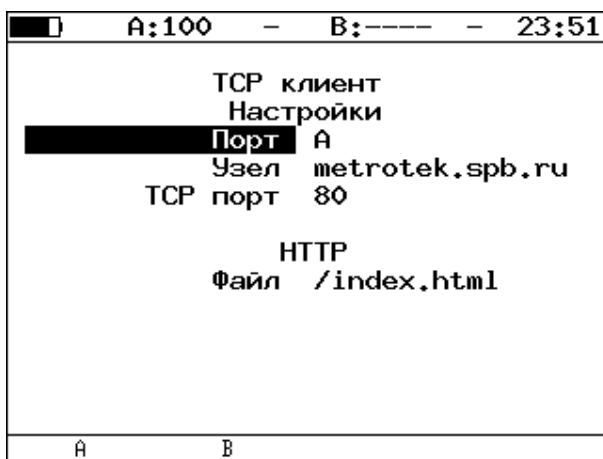 A:100 – B:---- – 23:51
TCP клиент
Настройки
Порт A
Узел metrotek.spb.ru
TCP порт 80
HTTP
Файл /index.html
A B